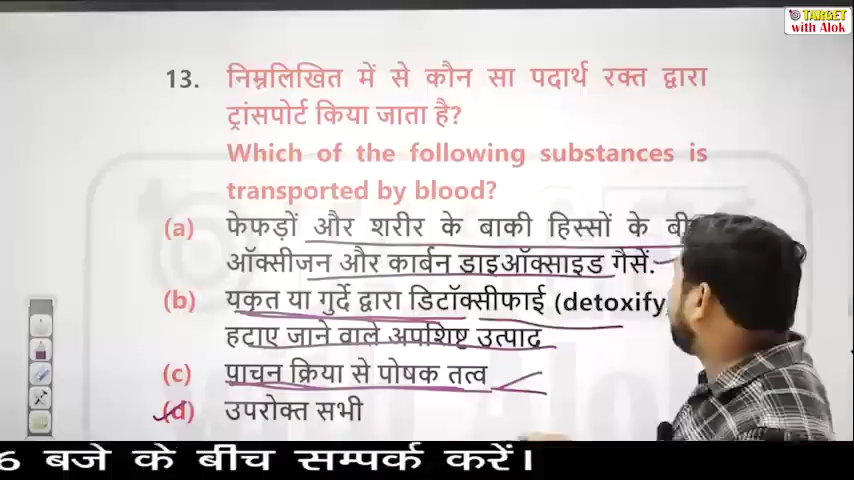 TARGET
with Alok
13. निम्नलिखित में से कौन सा पदार्थ रक्त द्वारा
ट्रांसपोर्ट किया जाता है?
Which of the following substances is
transported by blood?
(a) फेफड़ों और शरीर के बाकी हिस्सों के
ऑक्सीजन और कार्बन डाइऑक्साइड गैसें.
(b) यकृत या गुर्दे द्वारा डिटॉक्सीफाई (detoxify
हटाए जाने वाले अपशिष्ट उत्पाद
(c) पाचन क्रिया से पोषक तत्व
(d) उपरोक्त सभी
6 बजे के बीच सम्पर्क करें।